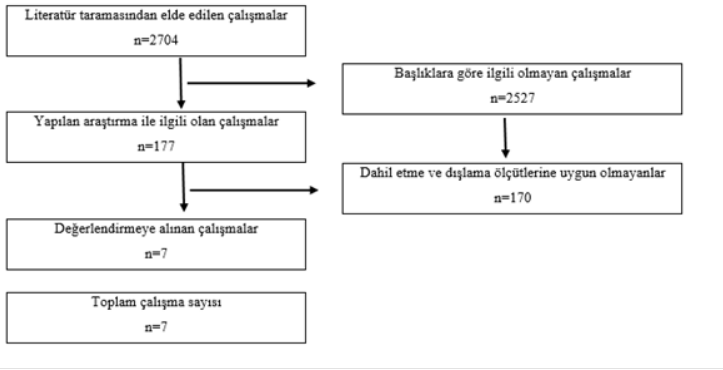 Literatür taramasından elde edilen çalışmalar
n=2704
Başlıklara göre ilgili olmayan çalışmalar
n=2527
Yapılan araştırma ile ilgili olan çalışmalar
n=177
Dahil etme ve dışlama ölçütlerine uygun olmayanlar
n=170
Değerlendirmeye alınan çalışmalar
n=7
Toplam çalışma sayısı
n=7